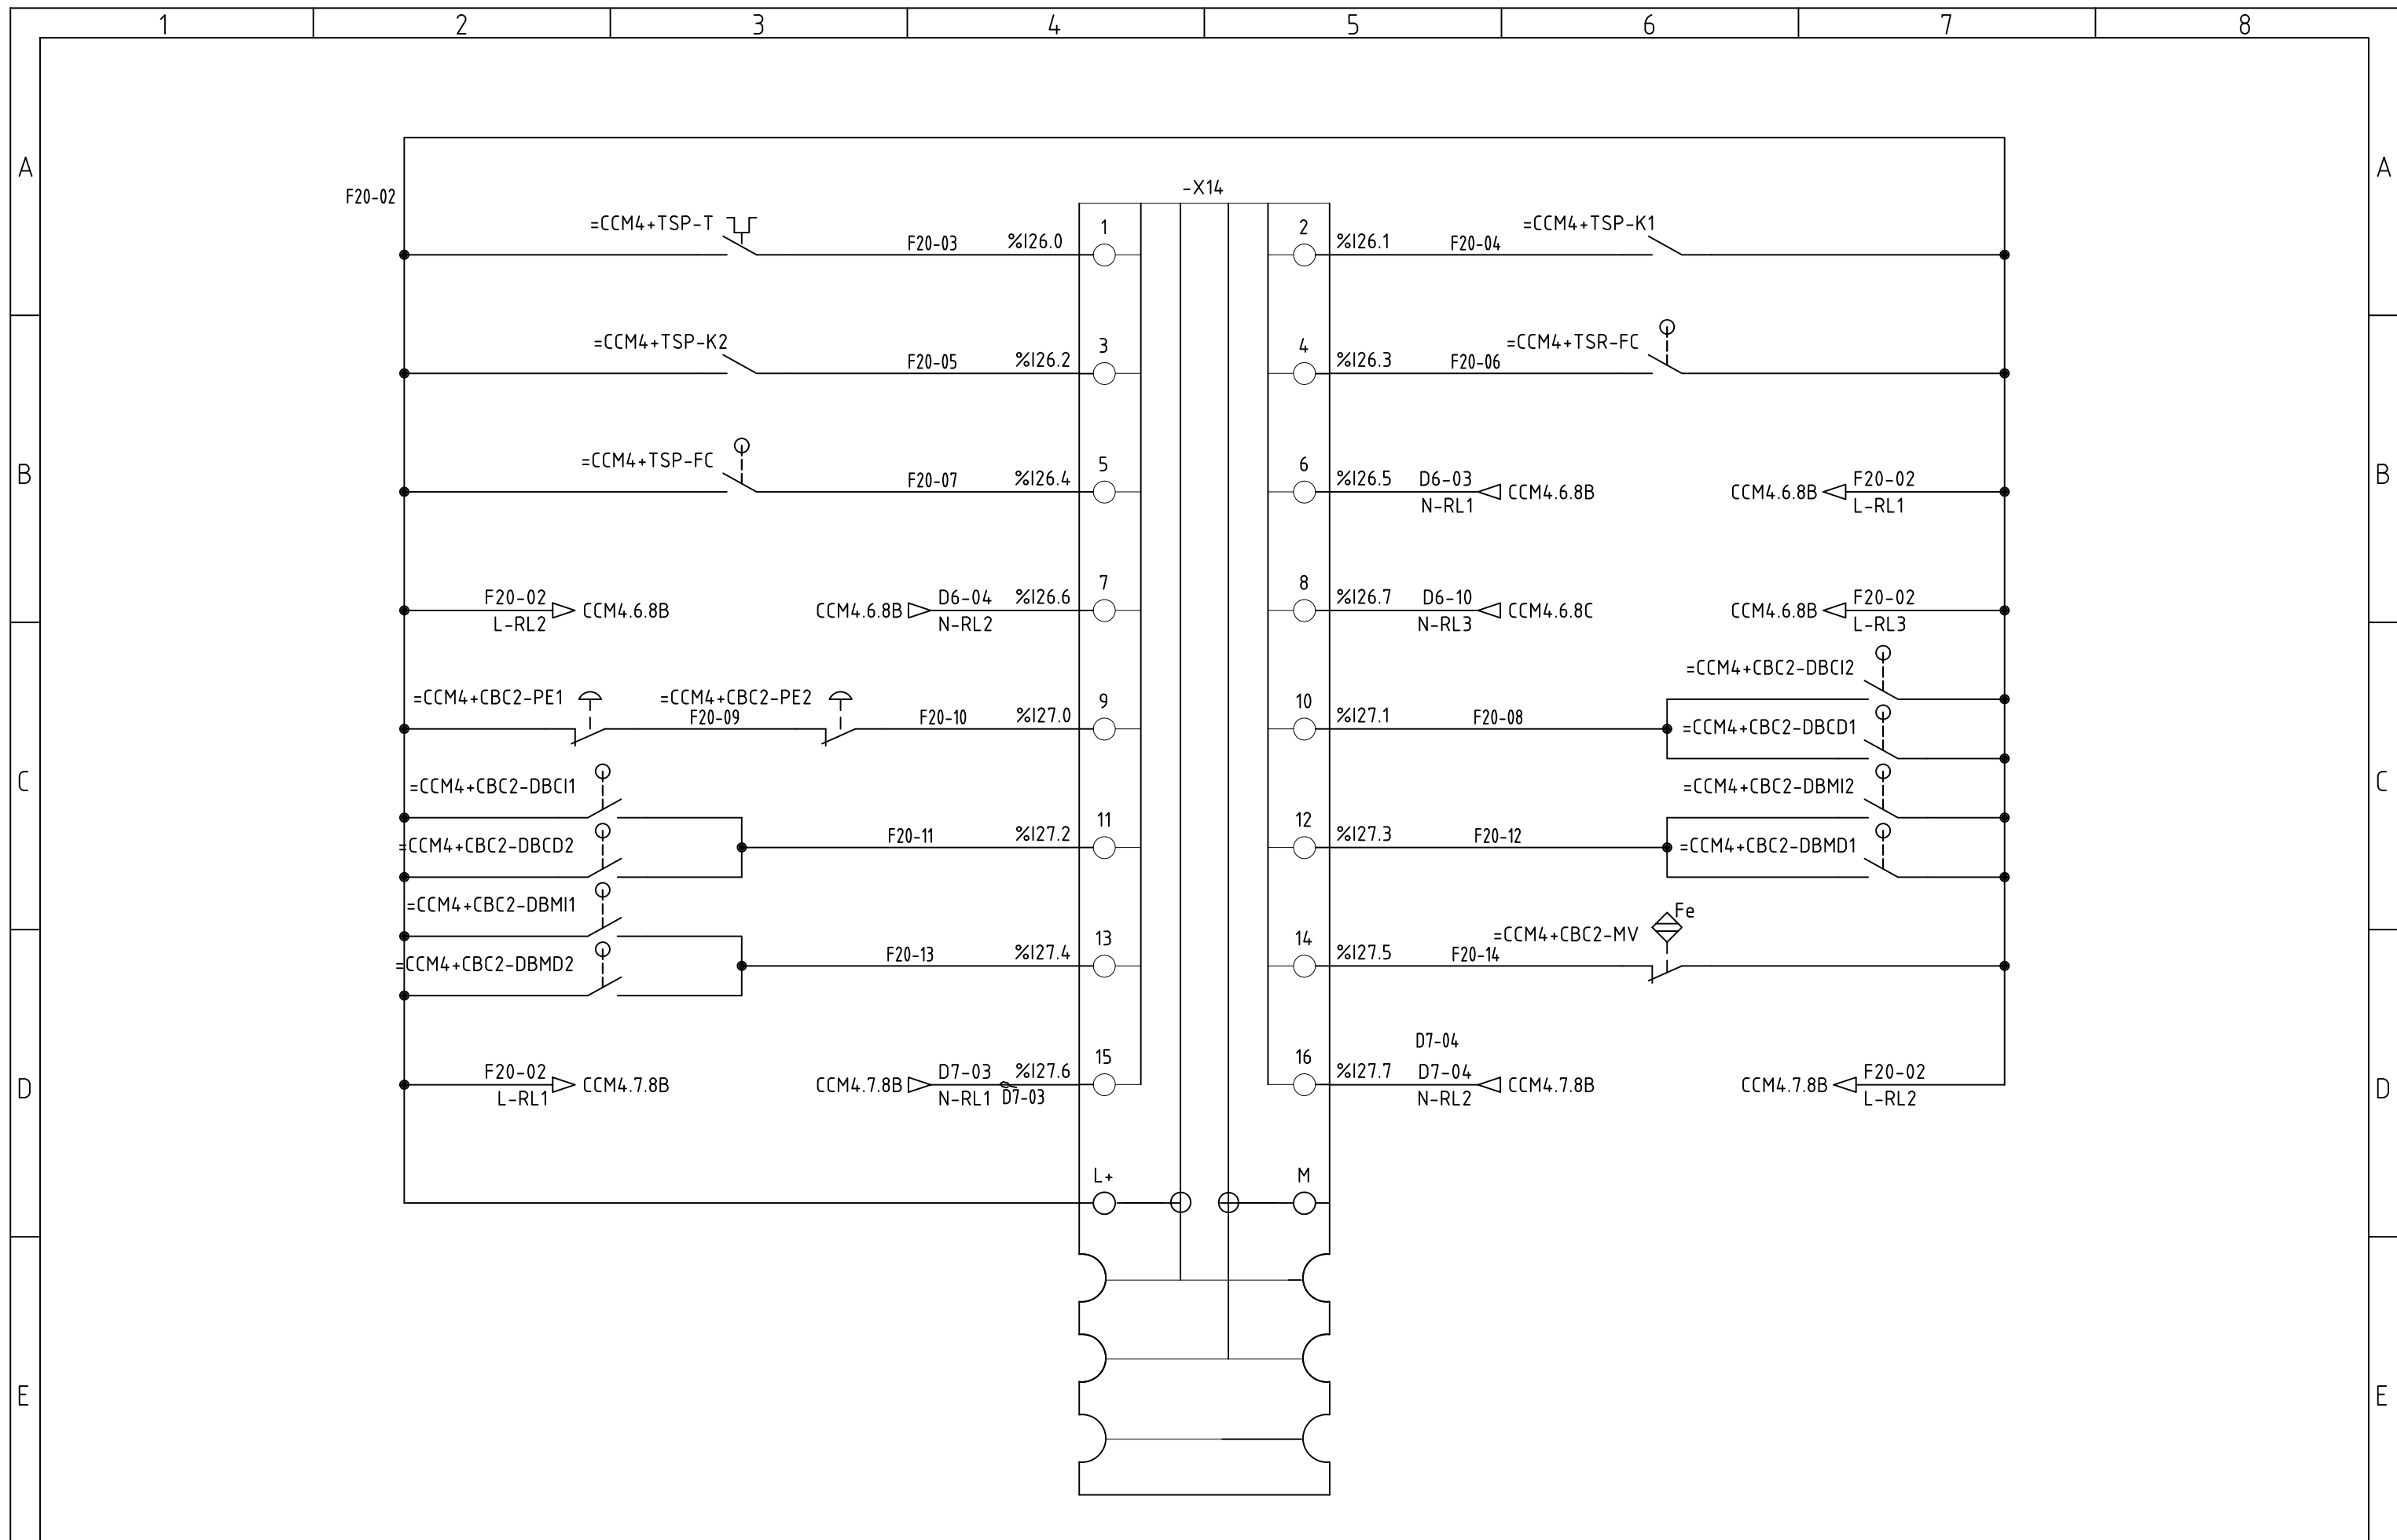 1 2 3 4 5 6 7 8
A A
-X14
F20-02
=CCM4+TSP-T F20-03 %I26.0 1
2 %I26.1 F20-04 =CCM4+TSP-K1
=CCM4+TSP-K2 F20-05 %I26.2 3
4 %I26.3 F20-06 =CCM4+TSR-FC
B B
=CCM4+TSP-FC F20-07 %I26.4 5
6 %I26.5 D6-03 CCM4.6.8B CCM4.6.8B F20-02
N-RL1 L-RL1
F20-02 CCM4.6.8B CCM4.6.8B D6-04 %I26.6 7
L-RL2 N-RL2
8 %I26.7 D6-10 CCM4.6.8C CCM4.6.8B F20-02
N-RL3 L-RL3
=CCM4+CBC2-PE1 =CCM4+CBC2-PE2
F20-09 F20-10 %I27.0 9
=CCM4+CBC2-DBCI2
10 %I27.1 F20-08 =CCM4+CBC2-DBCD1
C C
=CCM4+CBC2-DBCI1
=CCM4+CBC2-DBCD2 F20-11 %I27.2 11
=CCM4+CBC2-DBMI2
12 %I27.3 F20-12 =CCM4+CBC2-DBMD1
=CCM4+CBC2-DBMI1
=CCM4+CBC2-DBMD2 F20-13 %I27.4 13
Fe
=CCM4+CBC2-MV
14 %I27.5 F20-14
D D
F20-02 CCM4.7.8B CCM4.7.8B D7-03 %I27.6 15
L-RL1 N-RL1 D7-03
D7-04
16 %I27.7 D7-04 CCM4.7.8B CCM4.7.8B F20-02
N-RL2 L-RL2
L+ M
E E